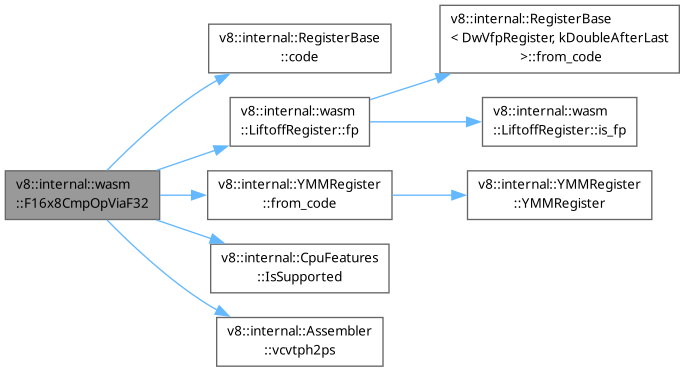 v8::internal::wasm
::F16x8CmpOpViaF32
v8::internal::RegisterBase
::code
v8::internal::wasm
::LiftoffRegister::fp
v8::internal::RegisterBase
< DwVfpRegister, kDoubleAfterLast
>::from_code
v8::internal::wasm
::LiftoffRegister::is_fp
v8::internal::YMMRegister
::from_code
v8::internal::YMMRegister
::YMMRegister
v8::internal::CpuFeatures
::IsSupported
v8::internal::Assembler
::vcvtph2ps